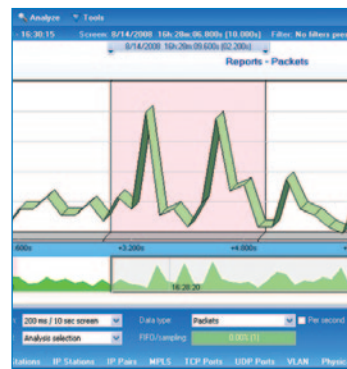 Analyze Tools
- 16:30:15 Screen: 8/14/2008 16h:28m:06.800s (10.000s) Filter: No filters
8/14/2008 16h:28m:09.600s (02.200s)
Reports - Packets
.600s +3.200s +4.000s
16:28:20
200 ms / 10 sec screen Data type: Packets Per second
Analysis selection FIFO/sampling: 0.00% (1)
Stations IP Stations IP Pairs MPLS TCP Ports UDP Ports VLAN Physic